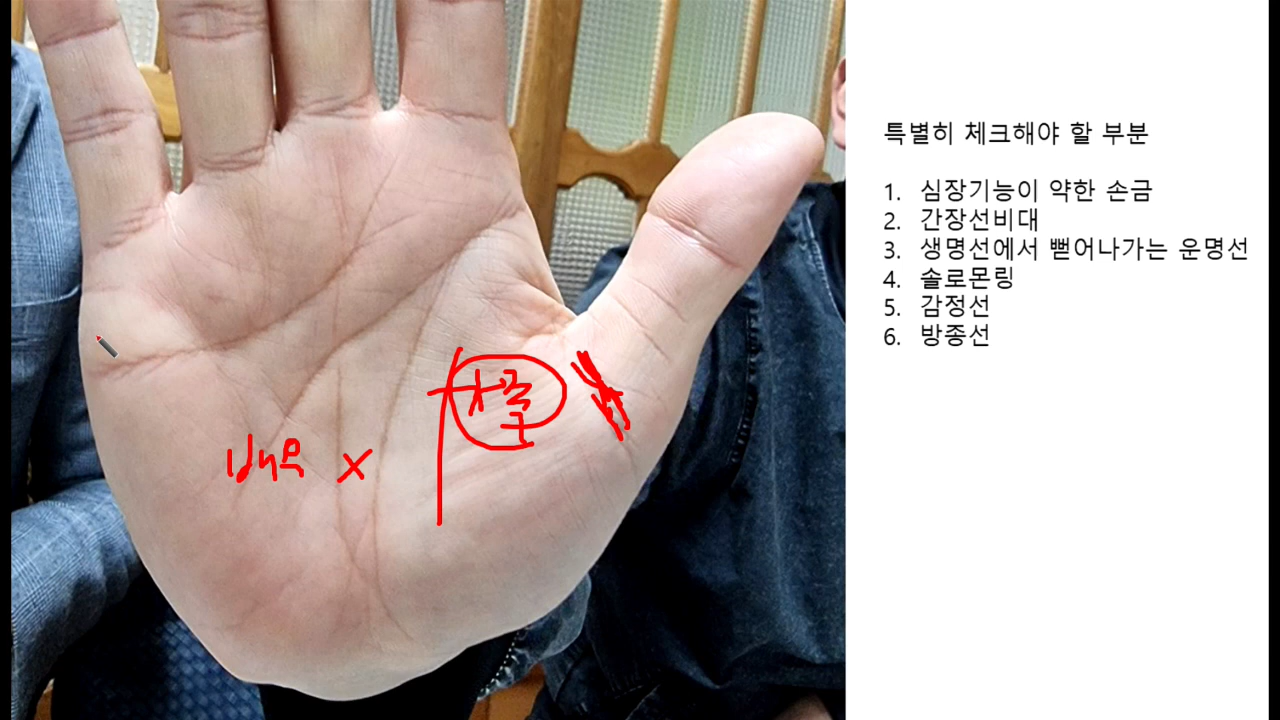 특별히 체크해야 할 부분
1. 심장기능이 약한 손금
2. 간장선비대
3. 생명선에서 뻗어나가는 운명선
4. 솔로몬링
5. 감정선
6. 방종선